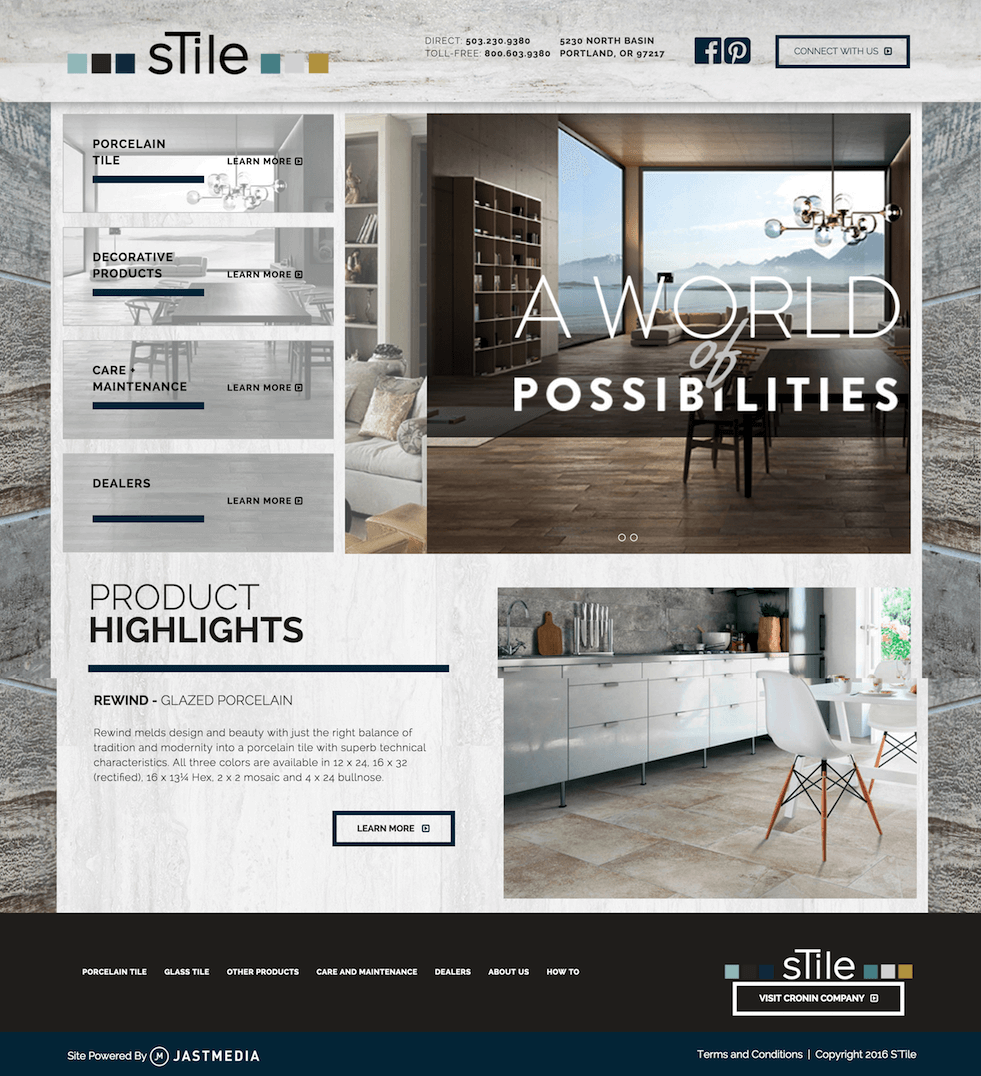 sTile
DIRECT: 503.230.9380
TOLL-FREE: 800.603.9380
5230 NORTH BASIN
PORTLAND, OR 97217
CONNECT WITH US
PORCELAIN
TILE
LEARN MORE
DECORATIVE
PRODUCTS
LEARN MORE
CARE +
MAINTENANCE
LEARN MORE
DEALERS
LEARN MORE
A WORLD
of
POSSIBILITIES
PRODUCT
HIGHLIGHTS
REWIND - GLAZED PORCELAIN
Rewind melds design and beauty with just the right balance of
tradition and modernity into a porcelain tile with superb technical
characteristics. All three colors are available in 12 x 24, 16 x 32
(rectified), 16 x 13¼ Hex, 2 x 2 mosaic and 4 x 24 bullnose.
LEARN MORE
PORCELAIN TILE GLASS TILE OTHER PRODUCTS CARE AND MAINTENANCE DEALERS ABOUT US HOW TO
sTile
VISIT CRONIN COMPANY
Site Powered By JM JASTMEDIA
Terms and Conditions | Copyright 2016 S'Tile